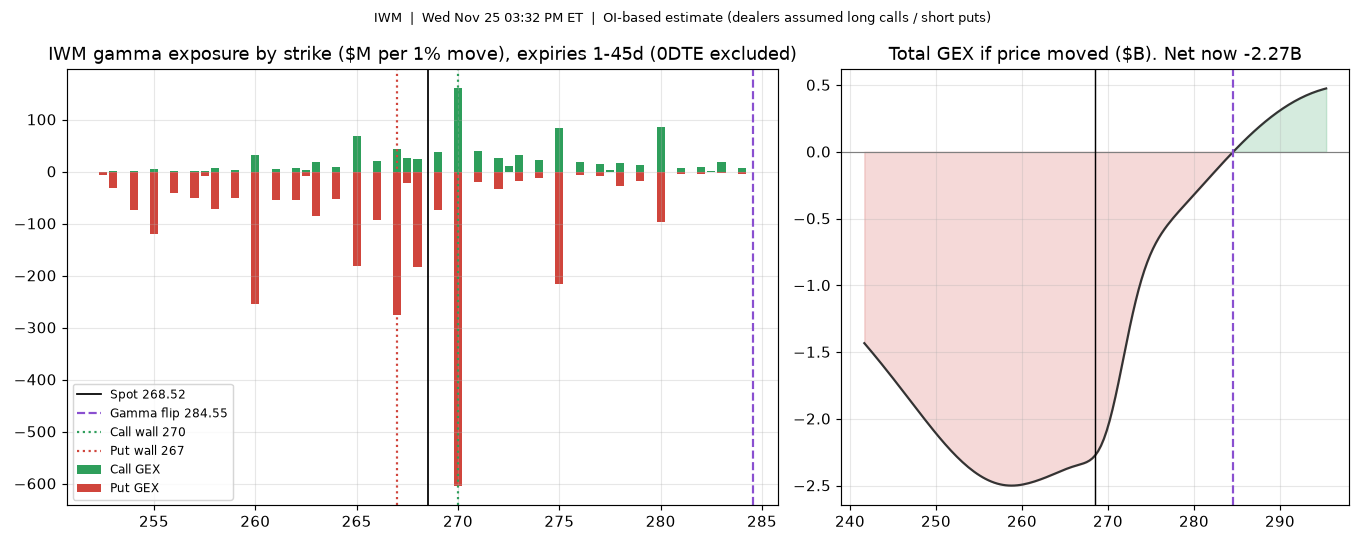 IWM | Wed Nov 25 03:32 PM ET | OI-based estimate (dealers assumed long calls / short puts)
IWM gamma exposure by strike ($M per 1% move), expiries 1-45d (0DTE excluded)
100
0
−100
−200
−300
−400
−500
−600
Spot 268.52
Gamma flip 284.55
Call wall 270
Put wall 267
Call GEX
Put GEX
255 260 265 270 275 280 285
Total GEX if price moved ($B). Net now -2.27B
0.5
0.0
−0.5
−1.0
−1.5
−2.0
−2.5
240 250 260 270 280 290